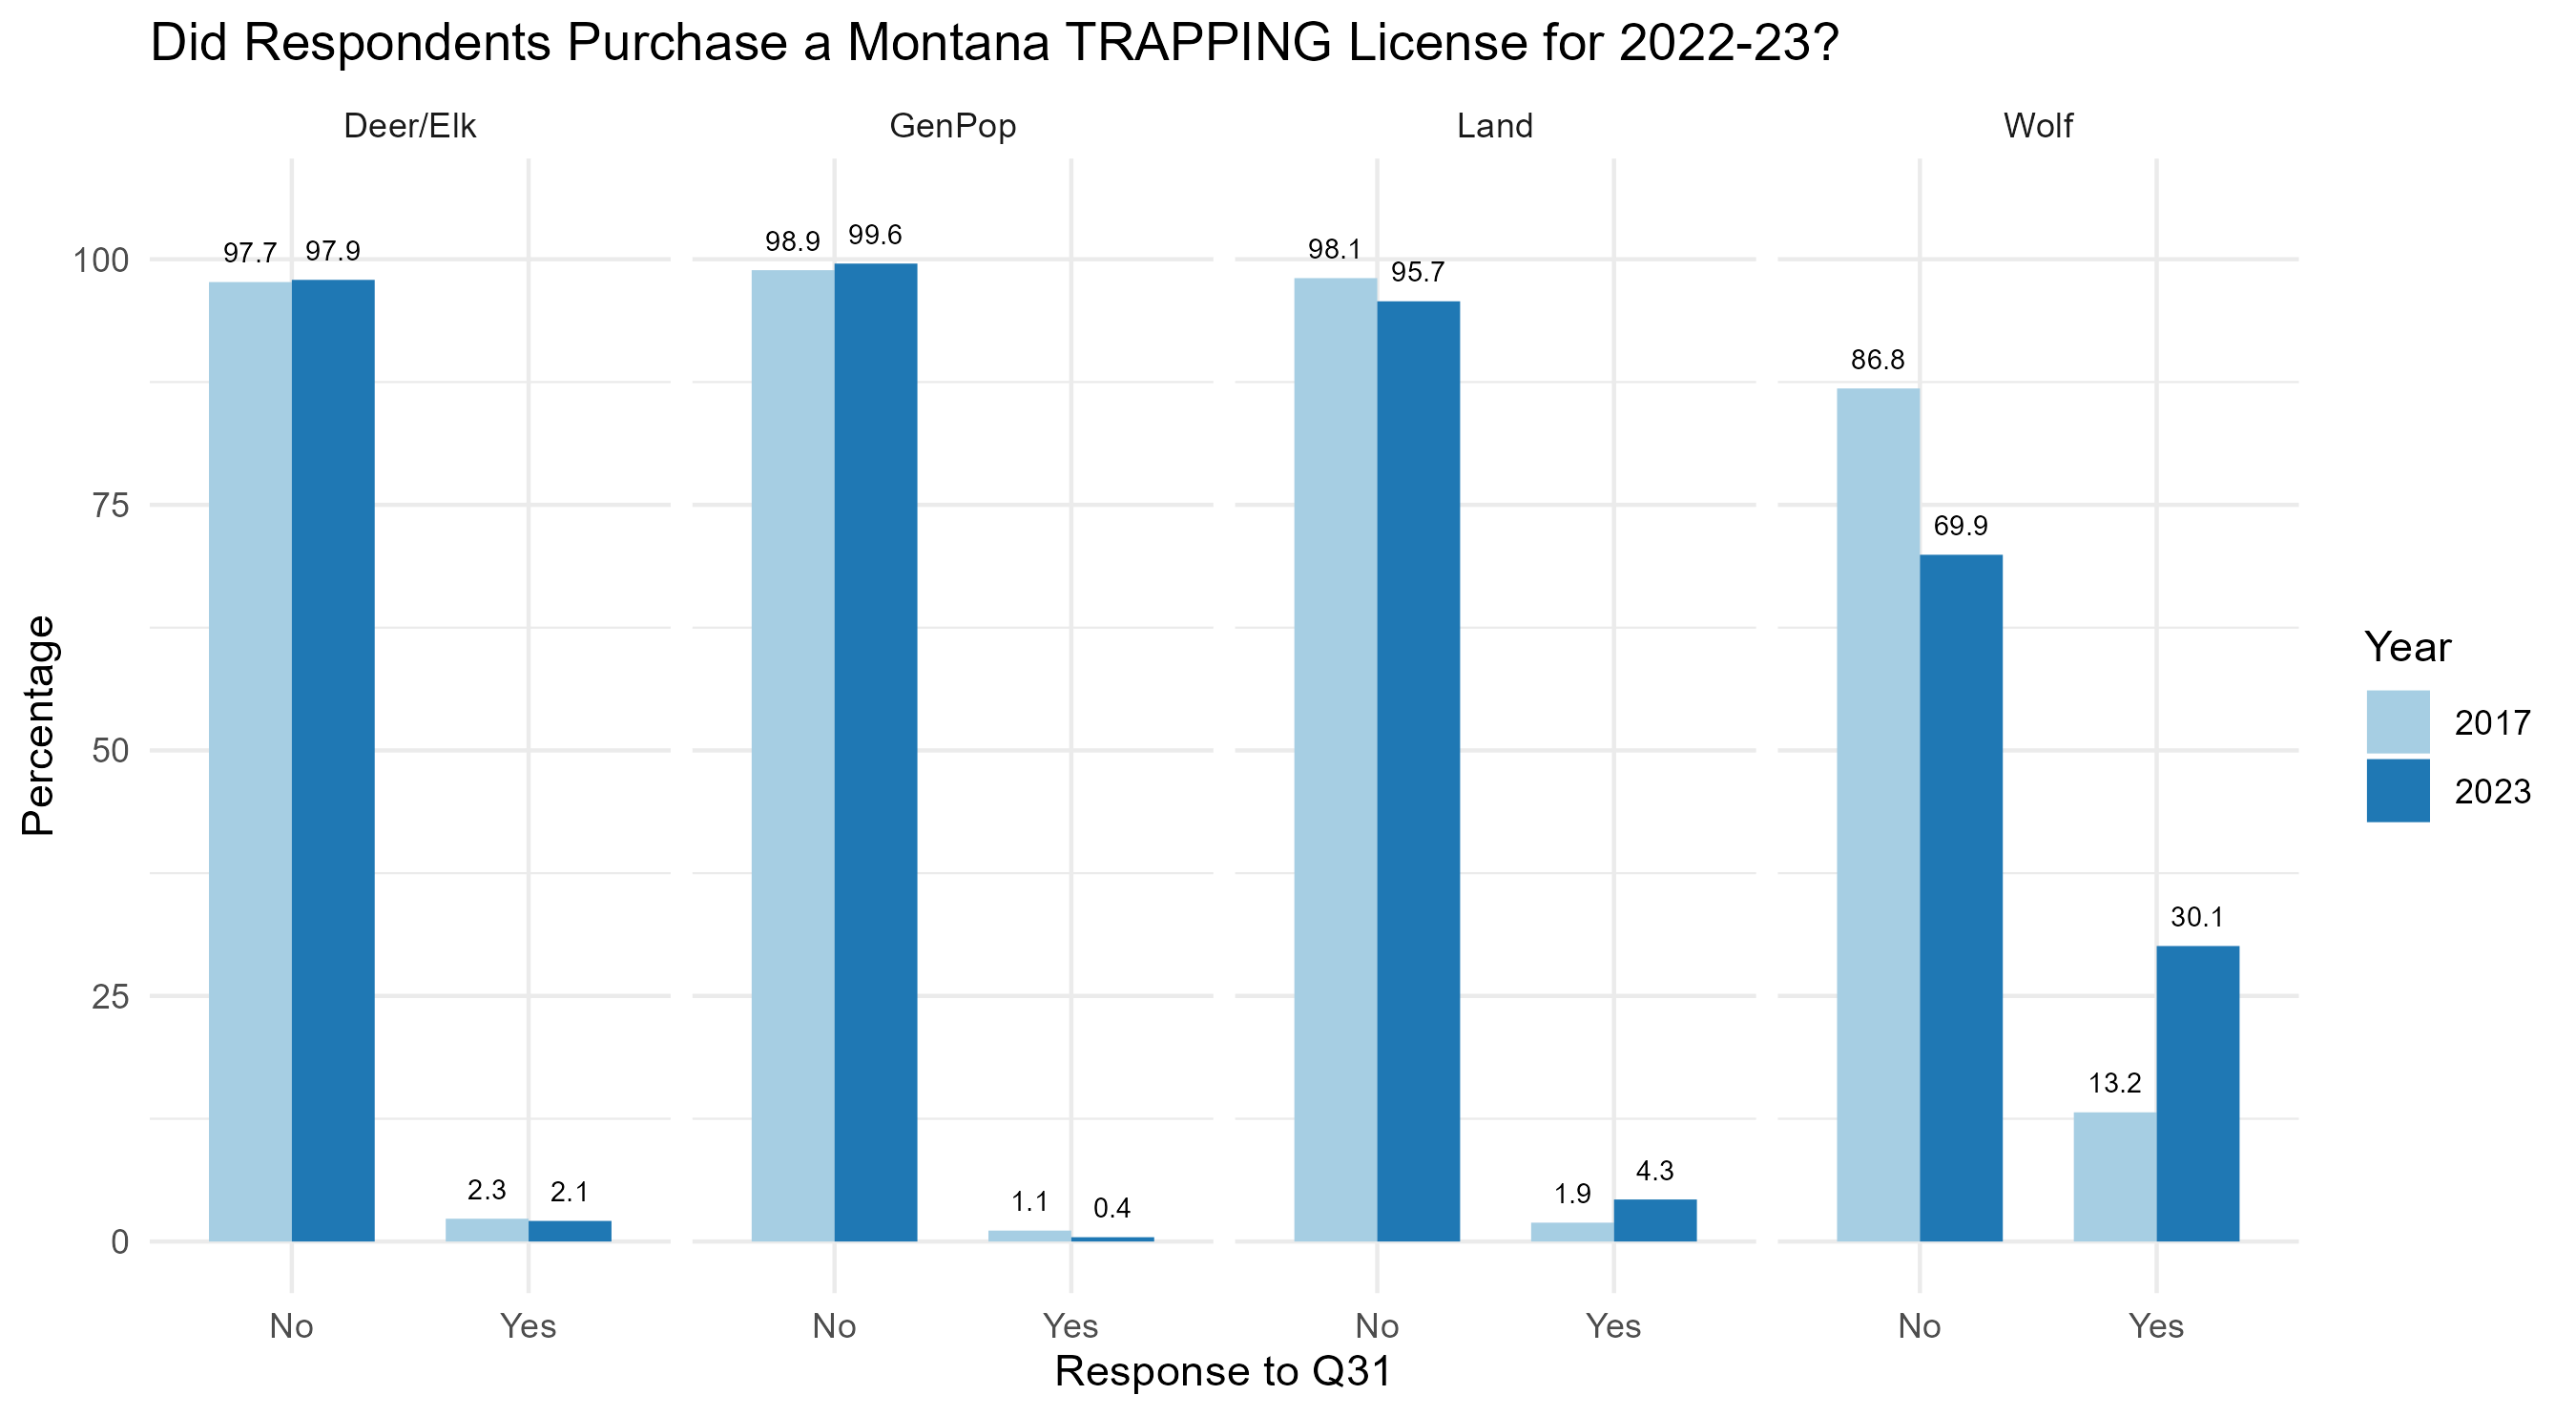 Did Respondents Purchase a Montana TRAPPING License for 2022-23?
Deer/Elk GenPop Land Wolf
Percentage
100
75
50
25
0
97.7 97.9 2.3 2.1
98.9 99.6 1.1 0.4
98.1 95.7 1.9 4.3
86.8 69.9 13.2 30.1
No Yes No Yes No Yes No Yes
Response to Q31
Year
2017
2023